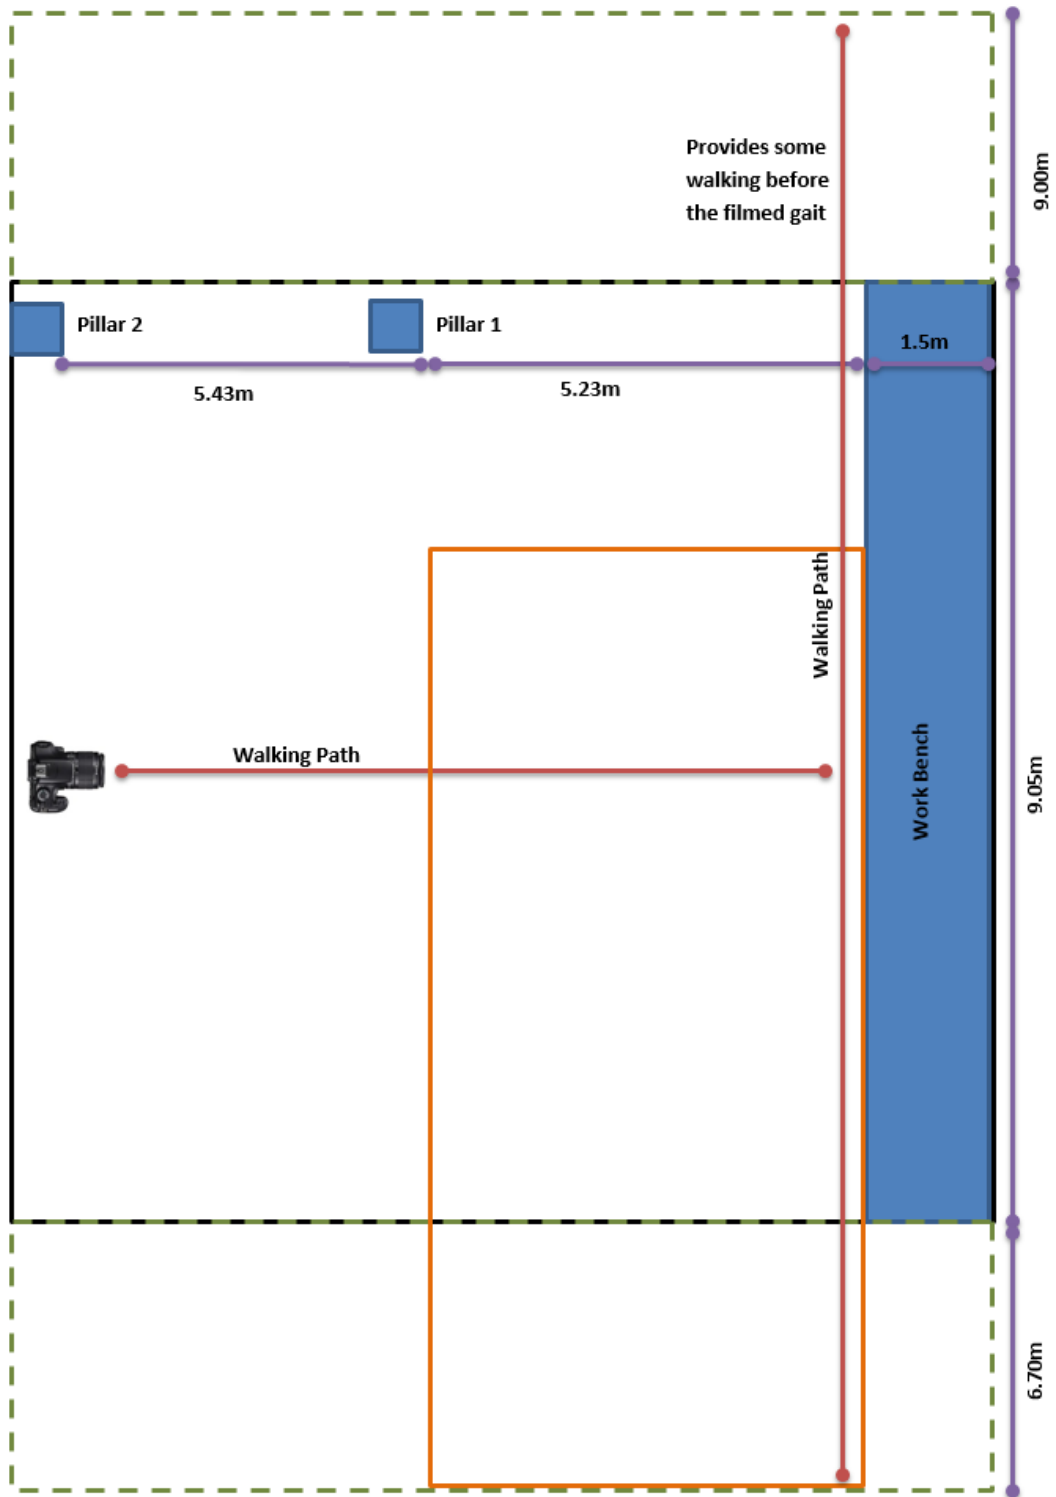 Provides some
walking before
the filmed gait
9.00m
Pillar 2
Pillar 1
1.5m
5.43m
5.23m
Walking Path
Walking Path
Work Bench
9.05m
6.70m